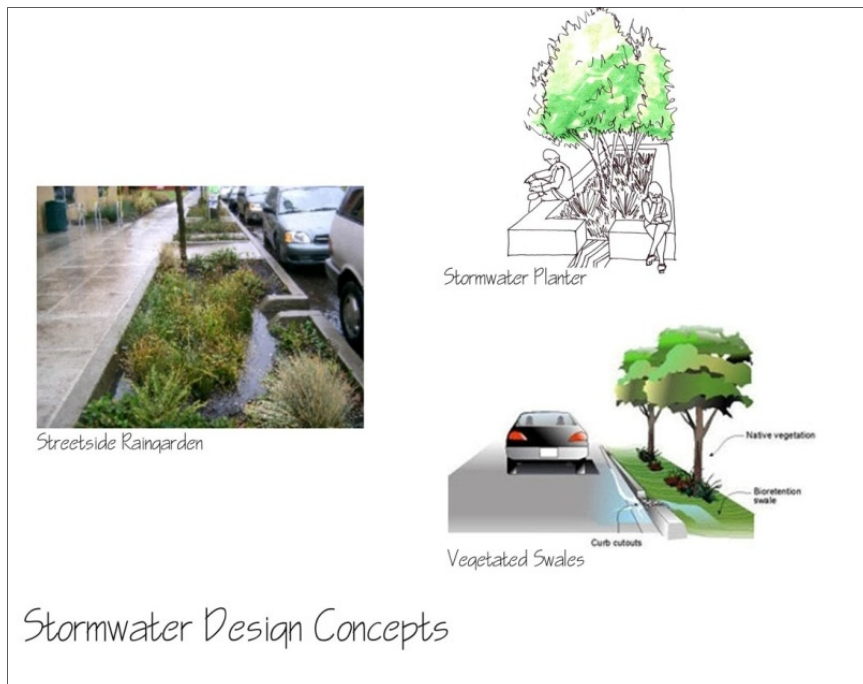 Stormwater Planter
Streetside Raingarden
Native vegetation
Bioretention
swale
Curb cutouts
Vegetated Swales
Stormwater Design Concepts